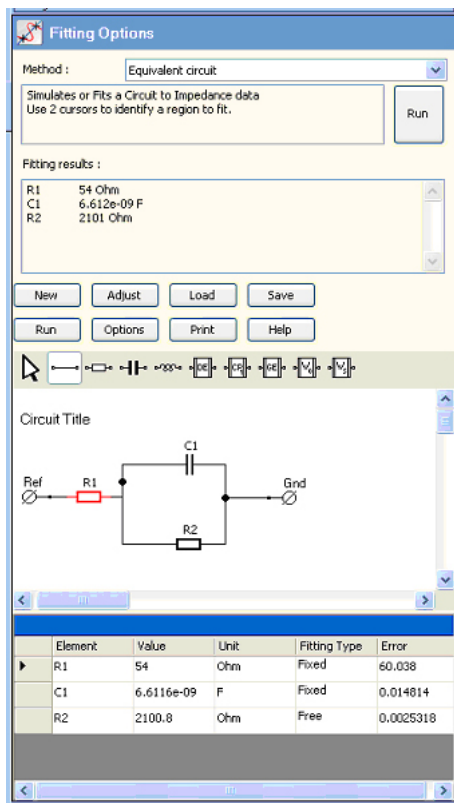 Fitting Options
Method :
Equivalent circuit
Simulates or Fits a Circuit to Impedance data
Use 2 cursors to identify a region to fit.
Run
Fitting results :
R1 54 Ohm
C1 6.612e-09 F
R2 2101 Ohm
New Adjust Load Save
Run Options Print Help
DE CPE GE
Circuit Title
C1
Ref R1 Gnd
R2
Element Value Unit Fitting Type Error
R1 54 Ohm Fixed 60.038
C1 6.6116e-09 F Fixed 0.014814
R2 2100.8 Ohm Free 0.0025318